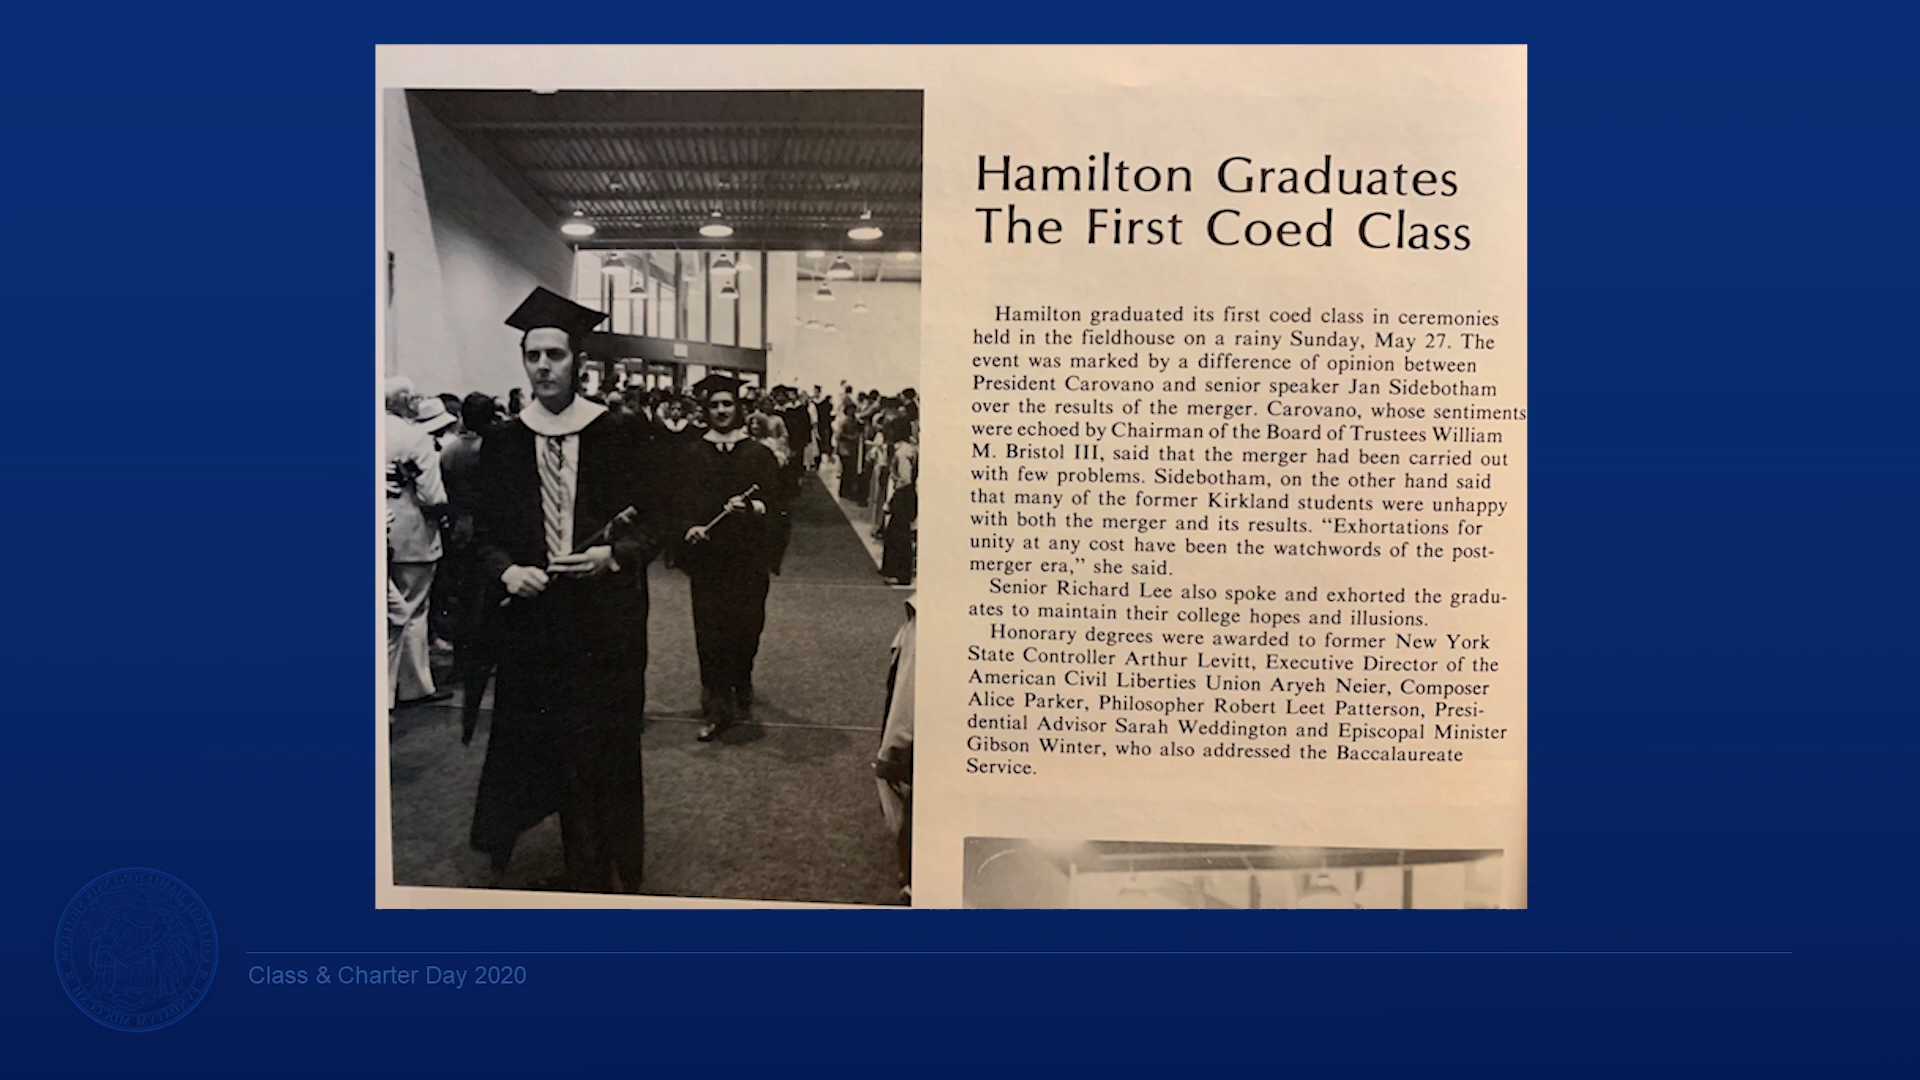 Hamilton Graduates
The First Coed Class
Hamilton graduated its first coed class in ceremonies
held in the fieldhouse on a rainy Sunday, May 27. The
event was marked by a difference of opinion between
President Carovano and senior speaker Jan Sidebotham
over the results of the merger. Carovano, whose sentiments
were echoed by Chairman of the Board of Trustees William
M. Bristol III, said that the merger had been carried out
with few problems. Sidebotham, on the other hand said
that many of the former Kirkland students were unhappy
with both the merger and its results. “Exhortations for
unity at any cost have been the watchwords of the post-
merger era,” she said.
Senior Richard Lee also spoke and exhorted the gradu-
ates to maintain their college hopes and illusions.
Honorary degrees were awarded to former New York
State Controller Arthur Levitt, Executive Director of the
American Civil Liberties Union Aryeh Neier, Composer
Alice Parker, Philosopher Robert Leet Patterson, Presi-
dential Advisor Sarah Weddington and Episcopal Minister
Gibson Winter, who also addressed the Baccalaureate
Service.
Class & Charter Day 2020